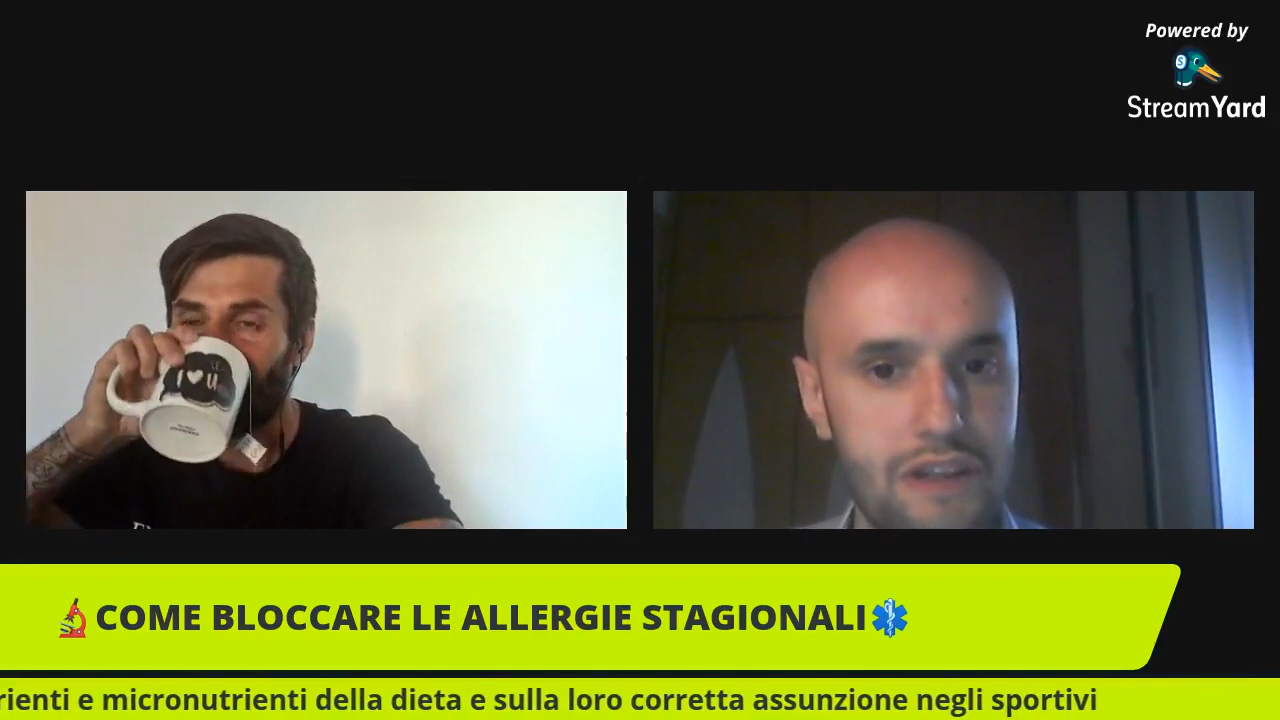 Powered by
StreamYard
I ♥ U
🔬COME BLOCCARE LE ALLERGIE STAGIONALI⚕️
rienti e micronutrienti della dieta e sulla loro corretta assunzione negli sportivi